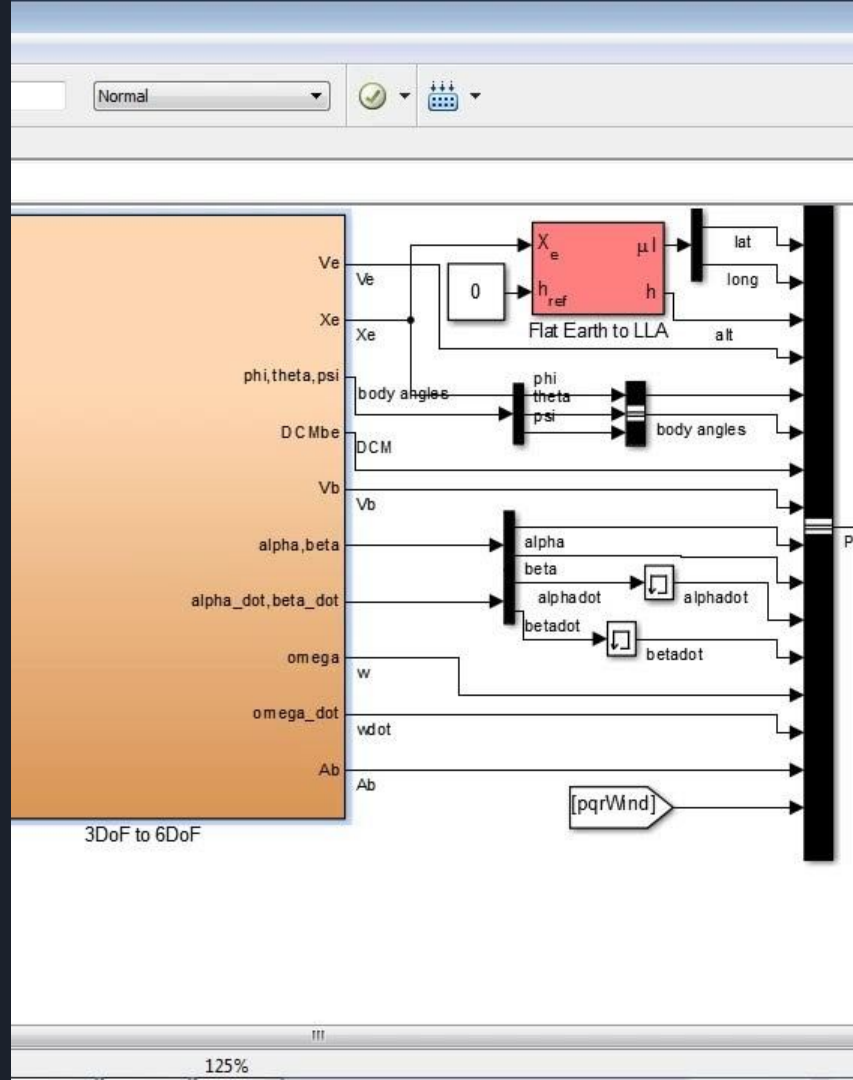 Normal
Ve
Ve
Xe
Xe
phi,theta,psi
body angles
DCMbe
DCM
Vb
Vb
alpha,beta
alpha_dot,beta_dot
omega
w
omega_dot
wdot
Ab
Ab
3DoF to 6DoF
0
Xe
μ l
href
h
Flat Earth to LLA
lat
long
alt
phi
theta
psi
body angles
alpha
beta
alphadot
alphadot
betadot
betadot
[pqrWind]
P
125%